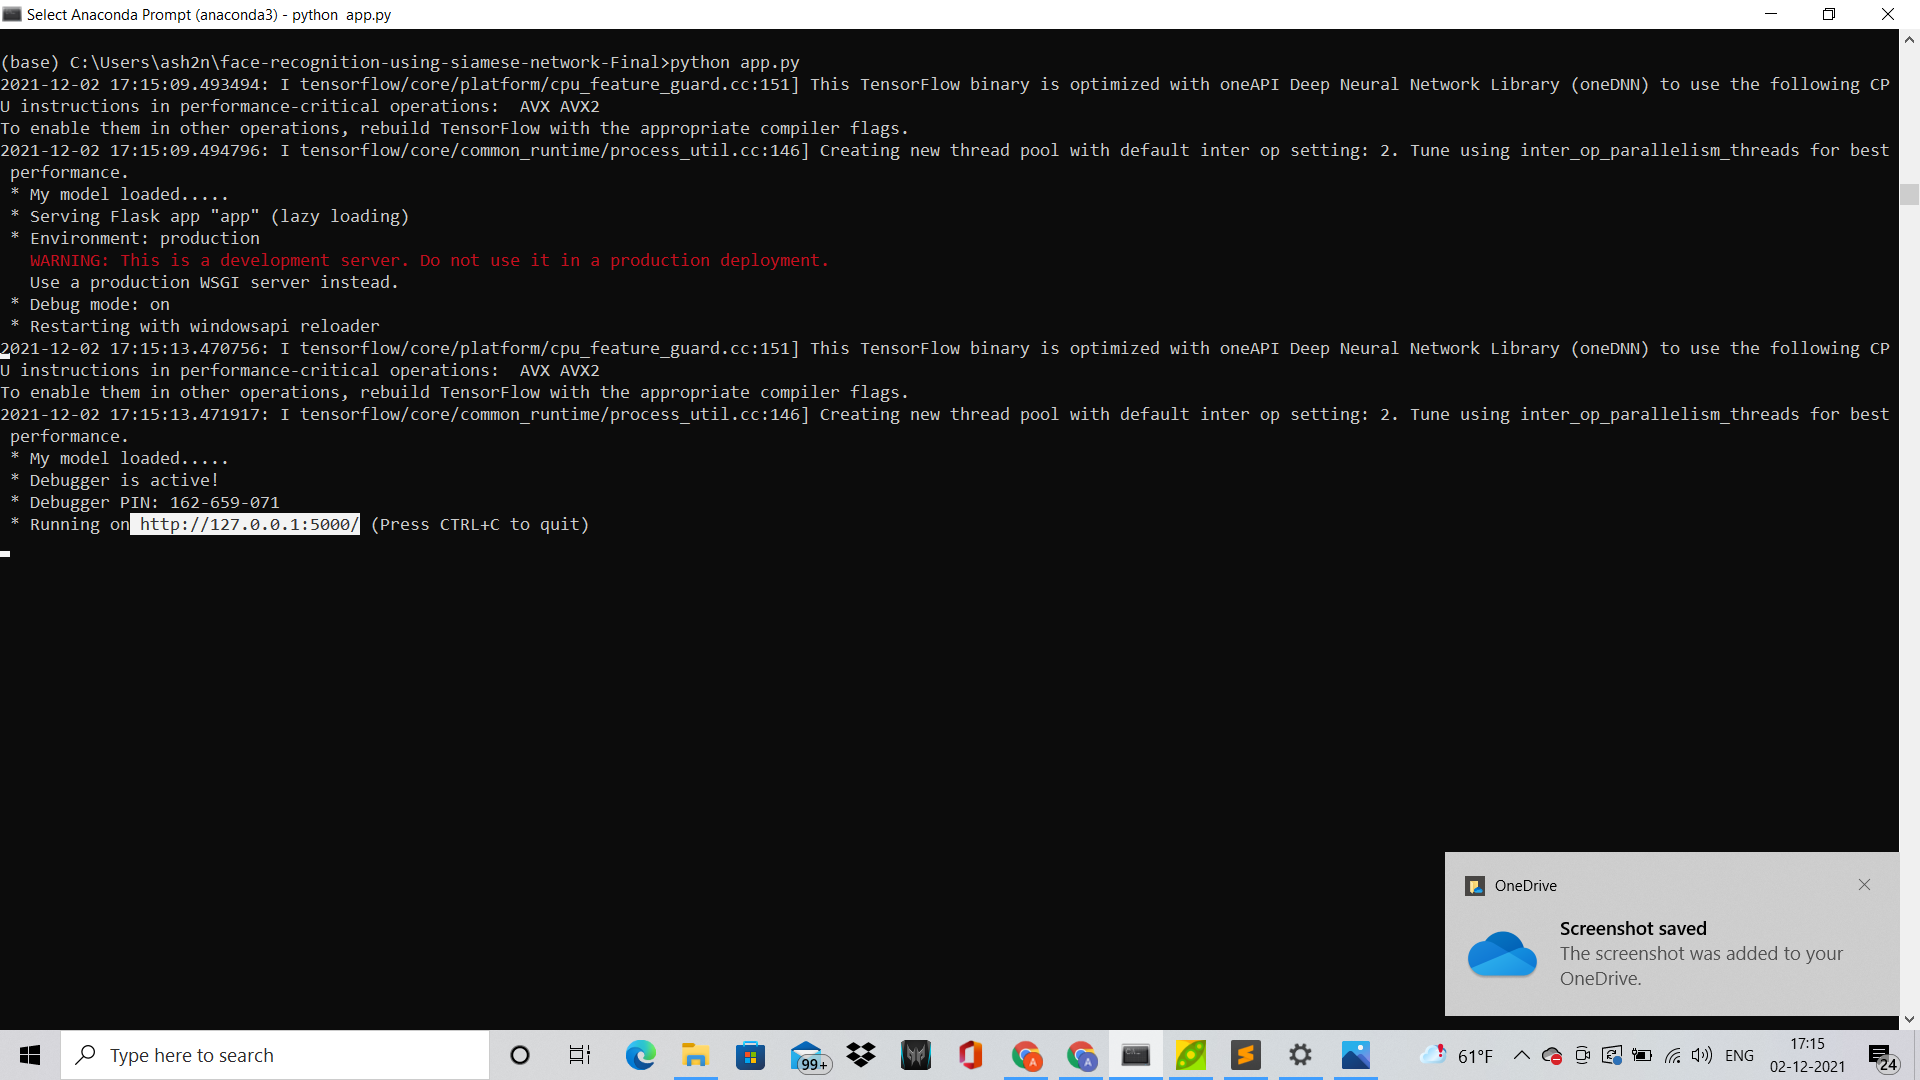 Select Anaconda Prompt (anaconda3) - python  app.py
(base) C:\Users\ash2n\face-recognition-using-siamese-network-Final>python app.py
2021-12-02 17:15:09.493494: I tensorflow/core/platform/cpu_feature_guard.cc:151] This TensorFlow binary is optimized with oneAPI Deep Neural Network Library (oneDNN) to use the following CP
U instructions in performance-critical operations:  AVX AVX2
To enable them in other operations, rebuild TensorFlow with the appropriate compiler flags.
2021-12-02 17:15:09.494796: I tensorflow/core/common_runtime/process_util.cc:146] Creating new thread pool with default inter op setting: 2. Tune using inter_op_parallelism_threads for best
 performance.
 * My model loaded.....
 * Serving Flask app "app" (lazy loading)
 * Environment: production
   WARNING: This is a development server. Do not use it in a production deployment.
   Use a production WSGI server instead.
 * Debug mode: on
 * Restarting with windowsapi reloader
2021-12-02 17:15:13.470756: I tensorflow/core/platform/cpu_feature_guard.cc:151] This TensorFlow binary is optimized with oneAPI Deep Neural Network Library (oneDNN) to use the following CP
U instructions in performance-critical operations:  AVX AVX2
To enable them in other operations, rebuild TensorFlow with the appropriate compiler flags.
2021-12-02 17:15:13.471917: I tensorflow/core/common_runtime/process_util.cc:146] Creating new thread pool with default inter op setting: 2. Tune using inter_op_parallelism_threads for best
 performance.
 * My model loaded.....
 * Debugger is active!
 * Debugger PIN: 162-659-071
 * Running on http://127.0.0.1:5000/ (Press CTRL+C to quit)
OneDrive
Screenshot saved
The screenshot was added to your
OneDrive.
Type here to search
99+
A
A
61°F
ENG
17:15
02-12-2021
24